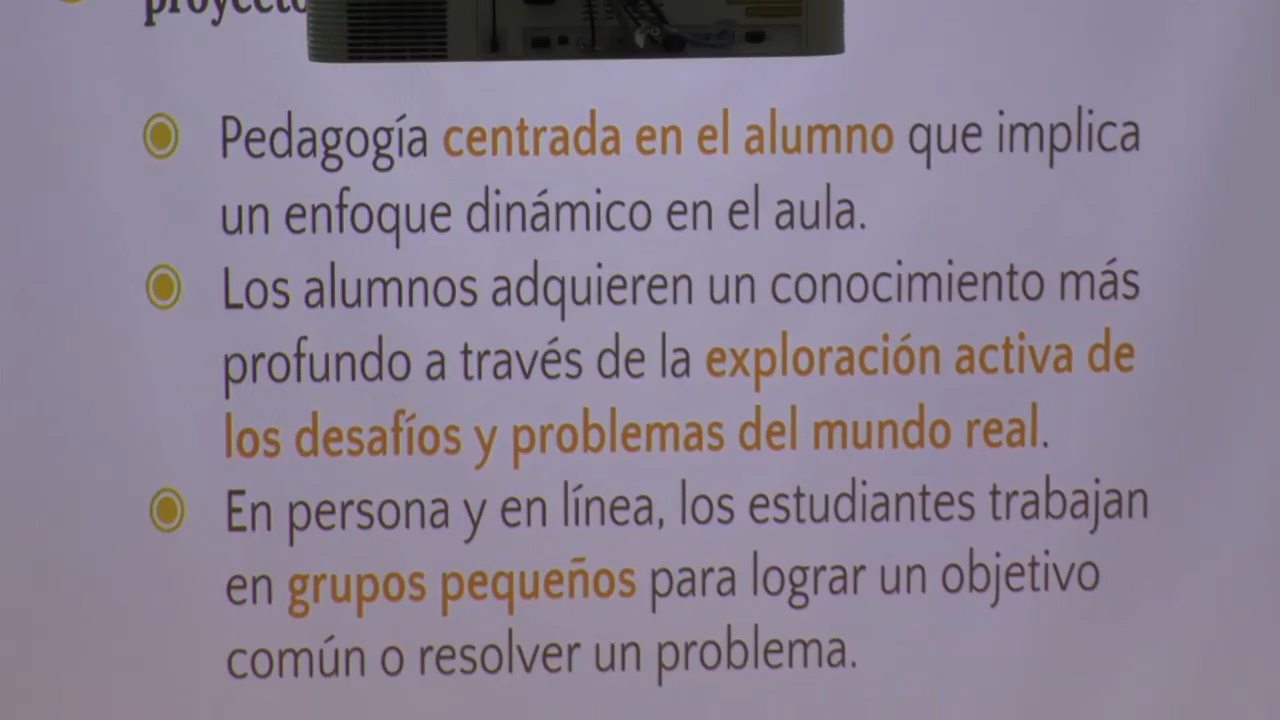 proyecto
Pedagogía centrada en el alumno que implica
un enfoque dinámico en el aula.
Los alumnos adquieren un conocimiento más
profundo a través de la exploración activa de
los desafíos y problemas del mundo real.
En persona y en línea, los estudiantes trabajan
en grupos pequeños para lograr un objetivo
común o resolver un problema.